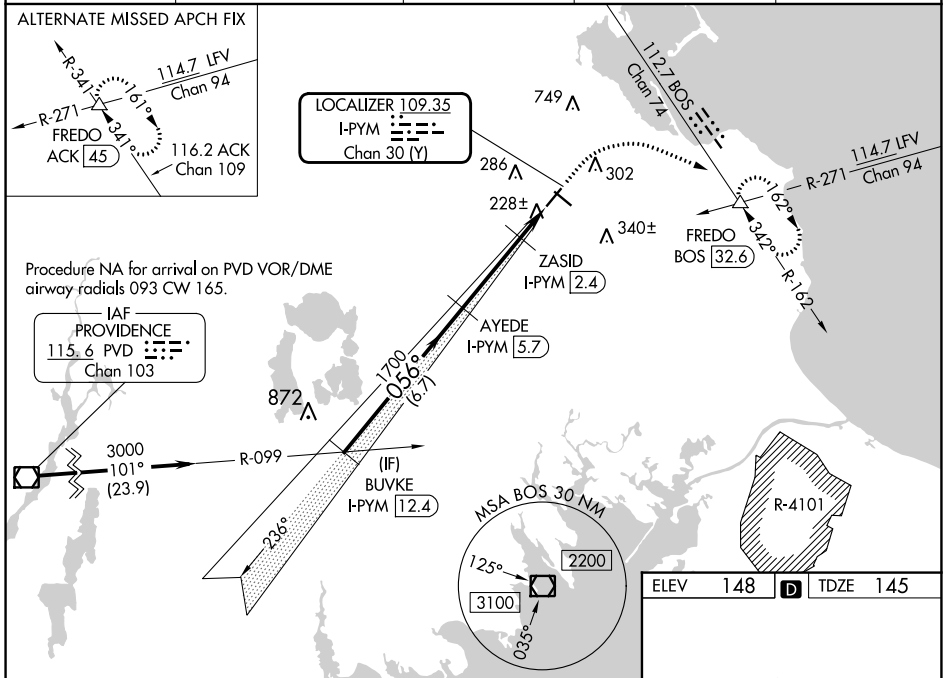 ALTERNATE MISSED APCH FIX
R-341
114.7 LFV
Chan 94
161°
R-271
FREDO
ACK 45
341°
116.2 ACK
Chan 109
LOCALIZER 109.35
I-PYM
Chan 30 (Y)
749
286
228±
302
340±
112.7 BOS
Chan 74
114.7 LFV
R-271
Chan 94
162°
FREDO
BOS 32.6
342°
R-162
ZASID
I-PYM 2.4
AYEDE
I-PYM 5.7
Procedure NA for arrival on PVD VOR/DME
airway radials 093 CW 165.
IAF
PROVIDENCE
115.6 PVD
Chan 103
872
1700
056°
(6.7)
3000
101°
(23.9)
R-099
(IF)
BUVKE
I-PYM 12.4
236°
MSA BOS 30 NM
125°
2200
3100
035°
R-4101
ELEV 148 D TDZE 145